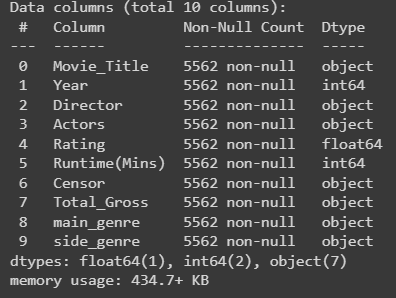 Data columns (total 10 columns):
 #   Column         Non-Null Count  Dtype
---  ------         --------------  -----
 0   Movie_Title    5562 non-null   object
 1   Year           5562 non-null   int64
 2   Director       5562 non-null   object
 3   Actors         5562 non-null   object
 4   Rating         5562 non-null   float64
 5   Runtime(Mins)  5562 non-null   int64
 6   Censor         5562 non-null   object
 7   Total_Gross    5562 non-null   object
 8   main_genre     5562 non-null   object
 9   side_genre     5562 non-null   object
dtypes: float64(1), int64(2), object(7)
memory usage: 434.7+ KB